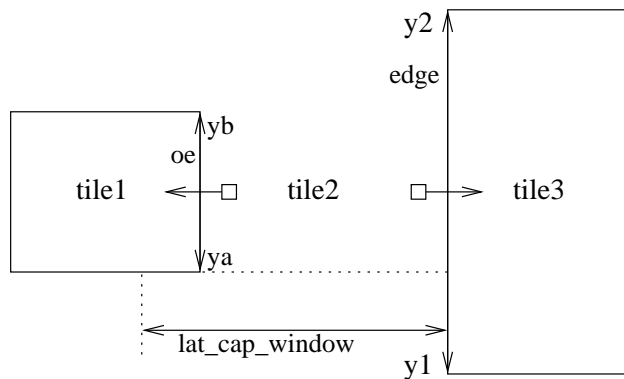 y2
edge
yb
oe
tile1
tile2
tile3
ya
lat_cap_window
y1